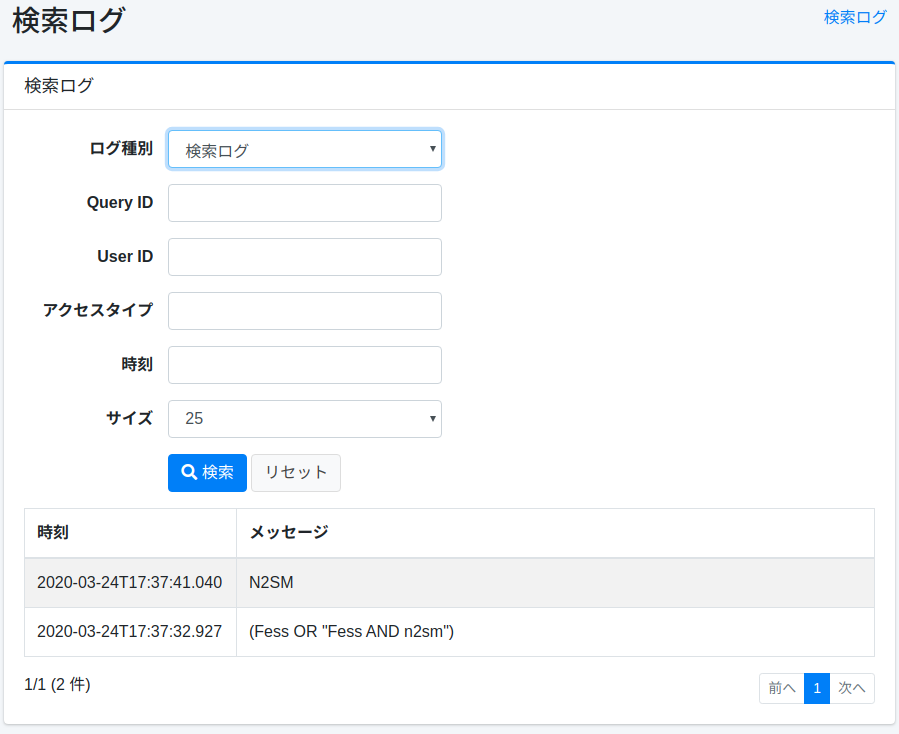 検索ログ 検索ログ
検索ログ
ログ種別 検索ログ
Query ID
User ID
アクセスタイプ
時刻
サイズ 25
検索 リセット
時刻 メッセージ
2020-03-24T17:37:41.040 N2SM
2020-03-24T17:37:32.927 (Fess OR "Fess AND n2sm")
1/1 (2 件) 前へ 1 次へ